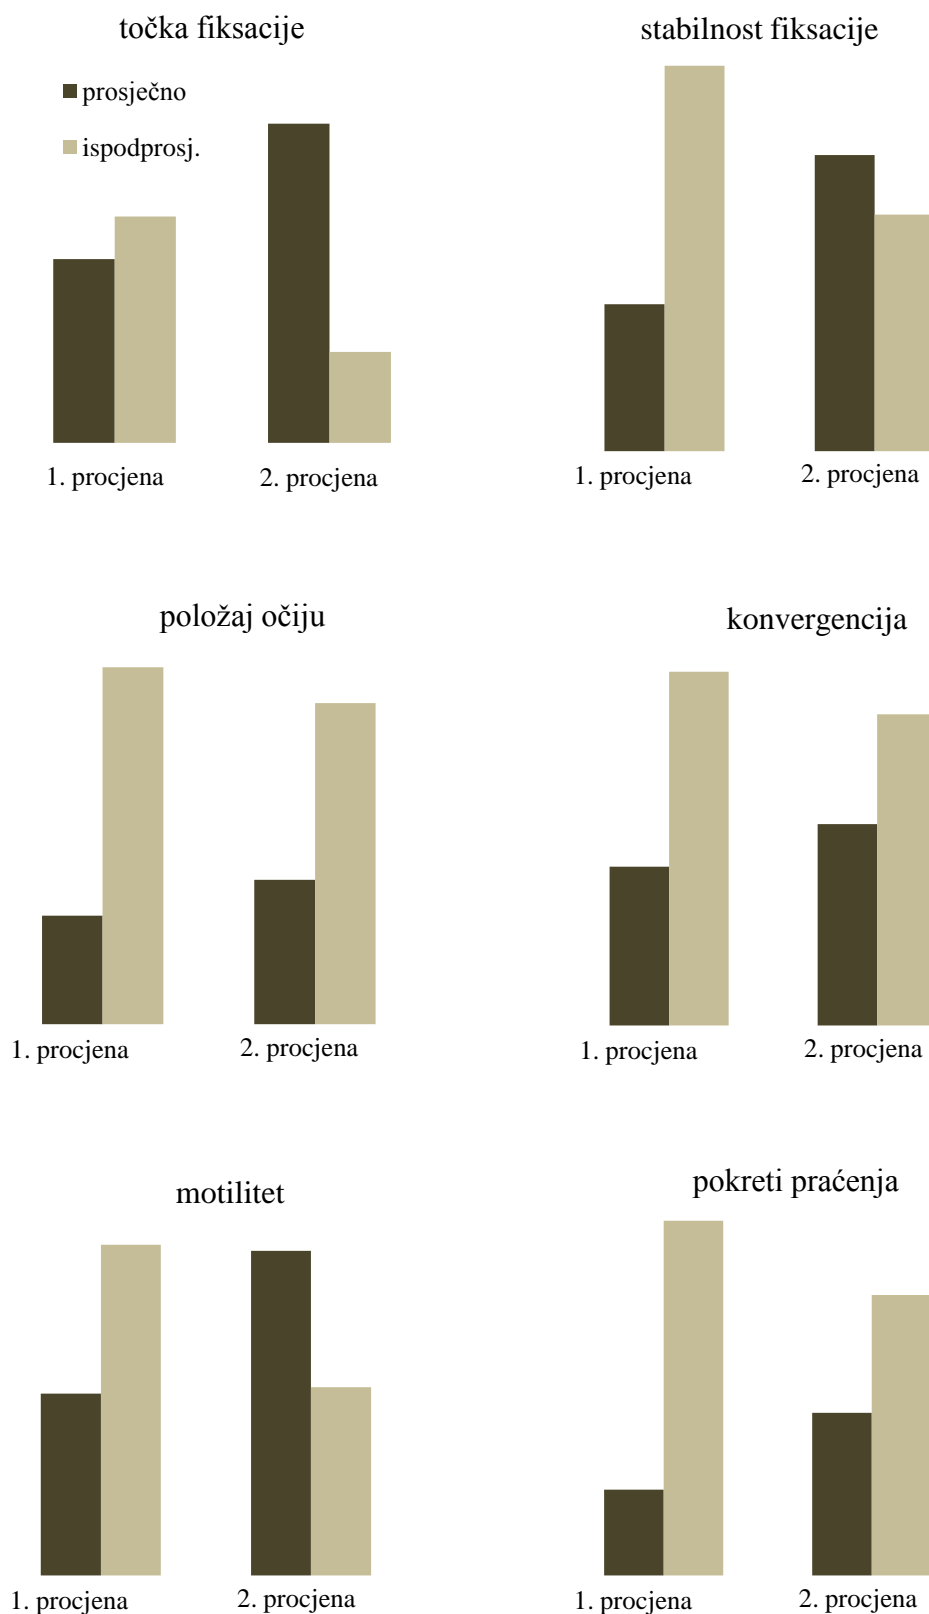 točka fiksacije
prosječno
ispodprosj.
1. procjena
2. procjena
stabilnost fiksacije
1. procjena
2. procjena
položaj očiju
1. procjena
2. procjena
konvergencija
1. procjena
2. procjena
motilitet
1. procjena
2. procjena
pokreti praćenja
1. procjena
2. procjena